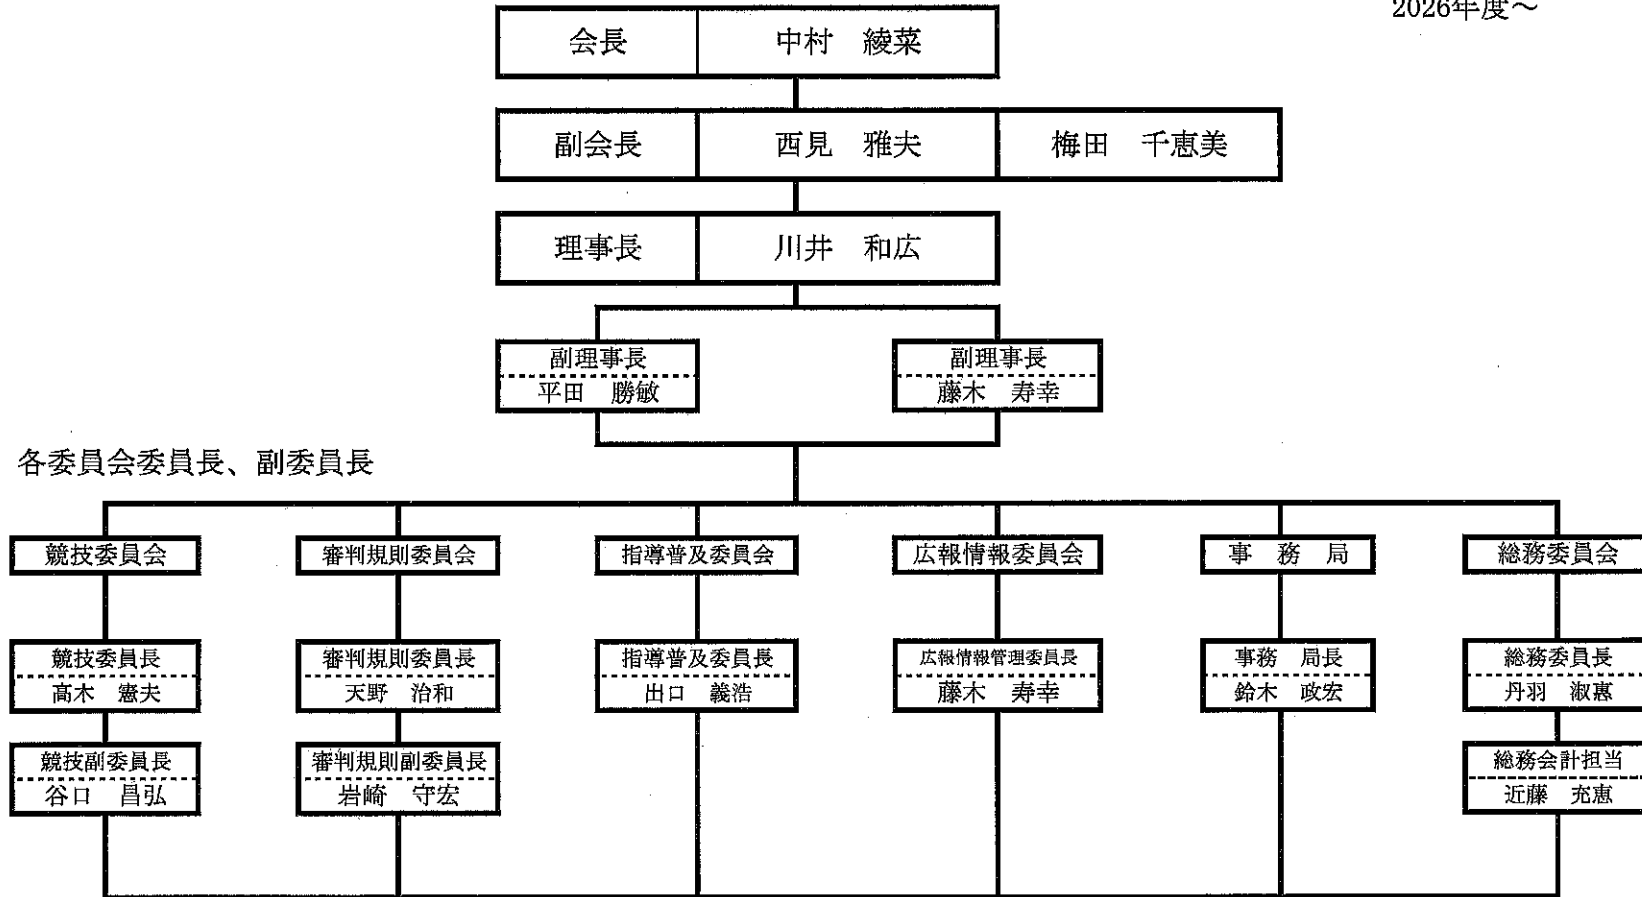 2026年度～
会長　中村　綾菜
副会長　西見　雅夫　梅田　千恵美
理事長　川井　和広
副理事長　副理事長
平田　勝敏　藤木　寿幸
各委員会委員長、副委員長
競技委員会　審判規則委員会　指導普及委員会　広報情報委員会　事　務　局　総務委員会
競技委員長　審判規則委員長　指導普及委員長　広報情報管理委員長　事務　局長　総務委員長
高木　憲夫　天野　治和　出口　義浩　藤木　寿幸　鈴木　政宏　丹羽　淑惠
競技副委員長　審判規則副委員長　総務会計担当
谷口　昌弘　岩崎　守宏　近藤　充恵